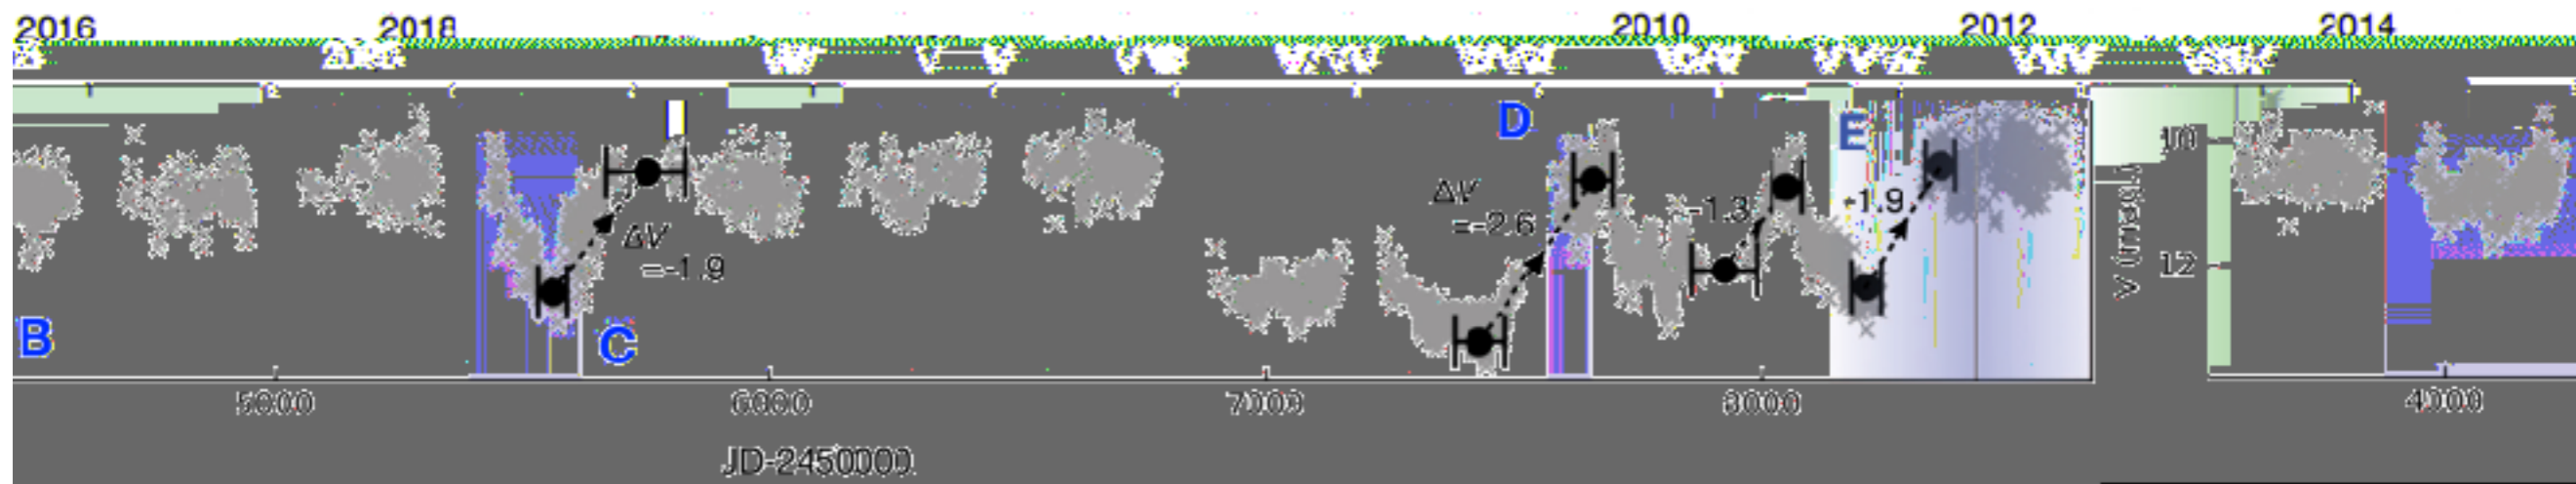 2016 2018 2010 2012 2014
D E
10
ΔV
=-2.6
-1.3
-1.9
ΔV
=-1.9
12
V (mag)
B C
5000 6000 7000 8000 4000
JD-2450000